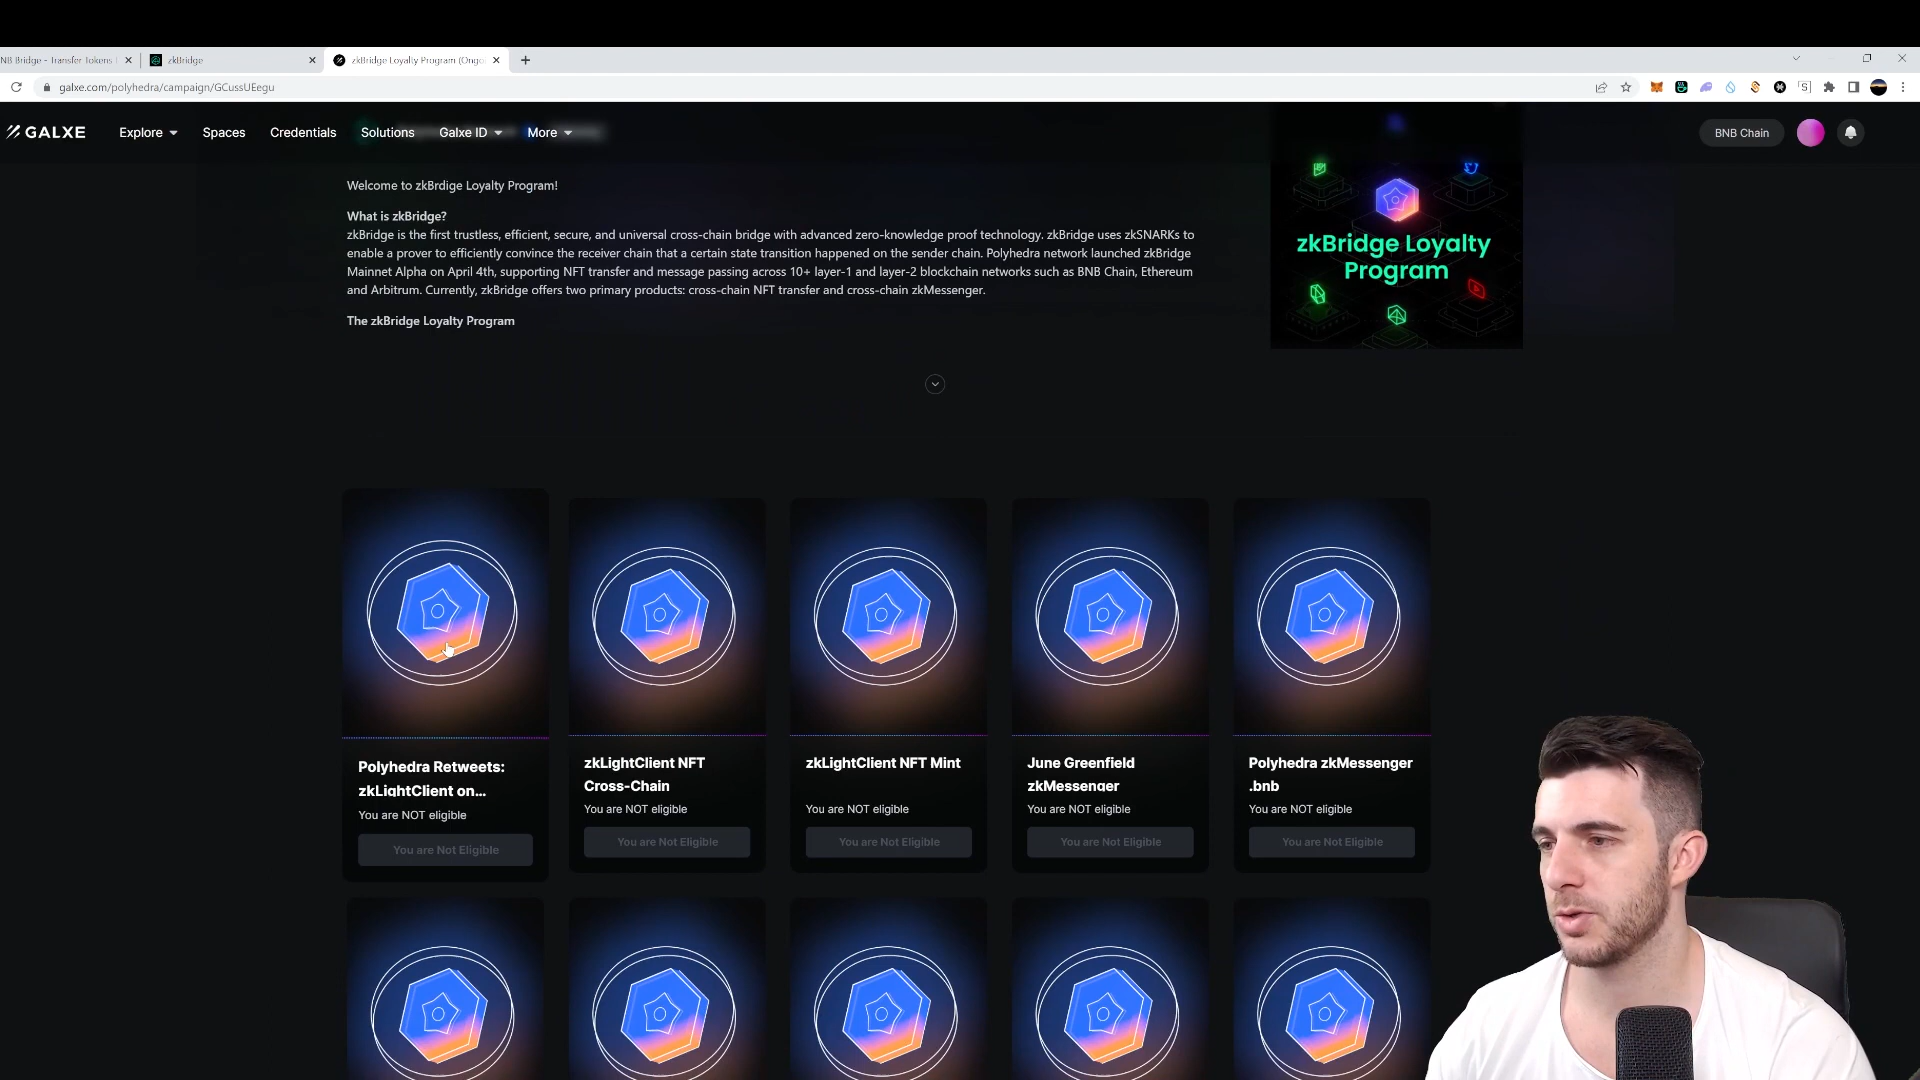 NB Bridge - Transfer Tokens
zkBridge
zkBridge Loyalty Program (Ongo
galxe.com/polyhedra/campaign/GCussUEegu
GALXE
Explore
Spaces
Credentials
Solutions
Galxe ID
More
BNB Chain
Welcome to zkBrdige Loyalty Program!
What is zkBridge?
zkBridge is the first trustless, efficient, secure, and universal cross-chain bridge with advanced zero-knowledge proof technology. zkBridge uses zkSNARKs to
enable a prover to efficiently convince the receiver chain that a certain state transition happened on the sender chain. Polyhedra network launched zkBridge
Mainnet Alpha on April 4th, supporting NFT transfer and message passing across 10+ layer-1 and layer-2 blockchain networks such as BNB Chain, Ethereum
and Arbitrum. Currently, zkBridge offers two primary products: cross-chain NFT transfer and cross-chain zkMessenger.
The zkBridge Loyalty Program
zkBridge Loyalty
Program
Polyhedra Retweets:
zkLightClient on...
You are NOT eligible
You are Not Eligible
zkLightClient NFT
Cross-Chain
You are NOT eligible
You are Not Eligible
zkLightClient NFT Mint
You are NOT eligible
You are Not Eligible
June Greenfield
zkMessenger
You are NOT eligible
You are Not Eligible
Polyhedra zkMessenger
.bnb
You are NOT eligible
You are Not Eligible